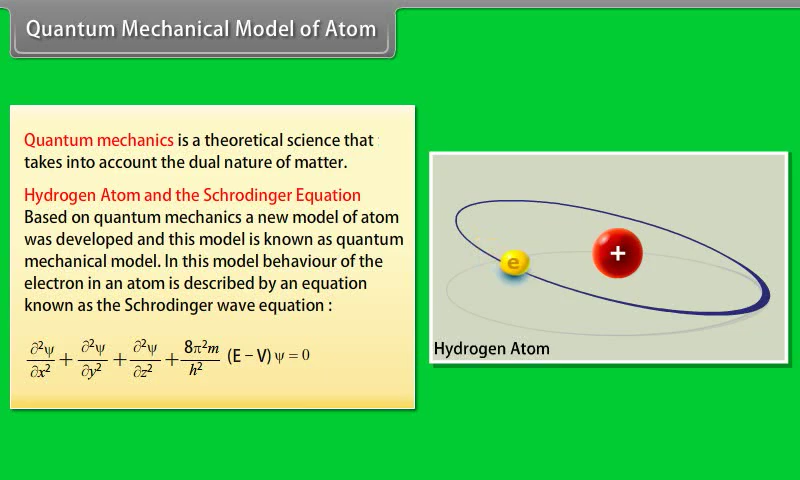 Quantum Mechanical Model of Atom
Quantum mechanics is a theoretical science that
takes into account the dual nature of matter.
Hydrogen Atom and the Schrodinger Equation
Based on quantum mechanics a new model of atom
was developed and this model is known as quantum
mechanical model. In this model behaviour of the
electron in an atom is described by an equation
known as the Schrodinger wave equation :
∂²ψ/∂x² + ∂²ψ/∂y² + ∂²ψ/∂z² + 8π²m/h² (E – V) ψ = 0
e
+
Hydrogen Atom